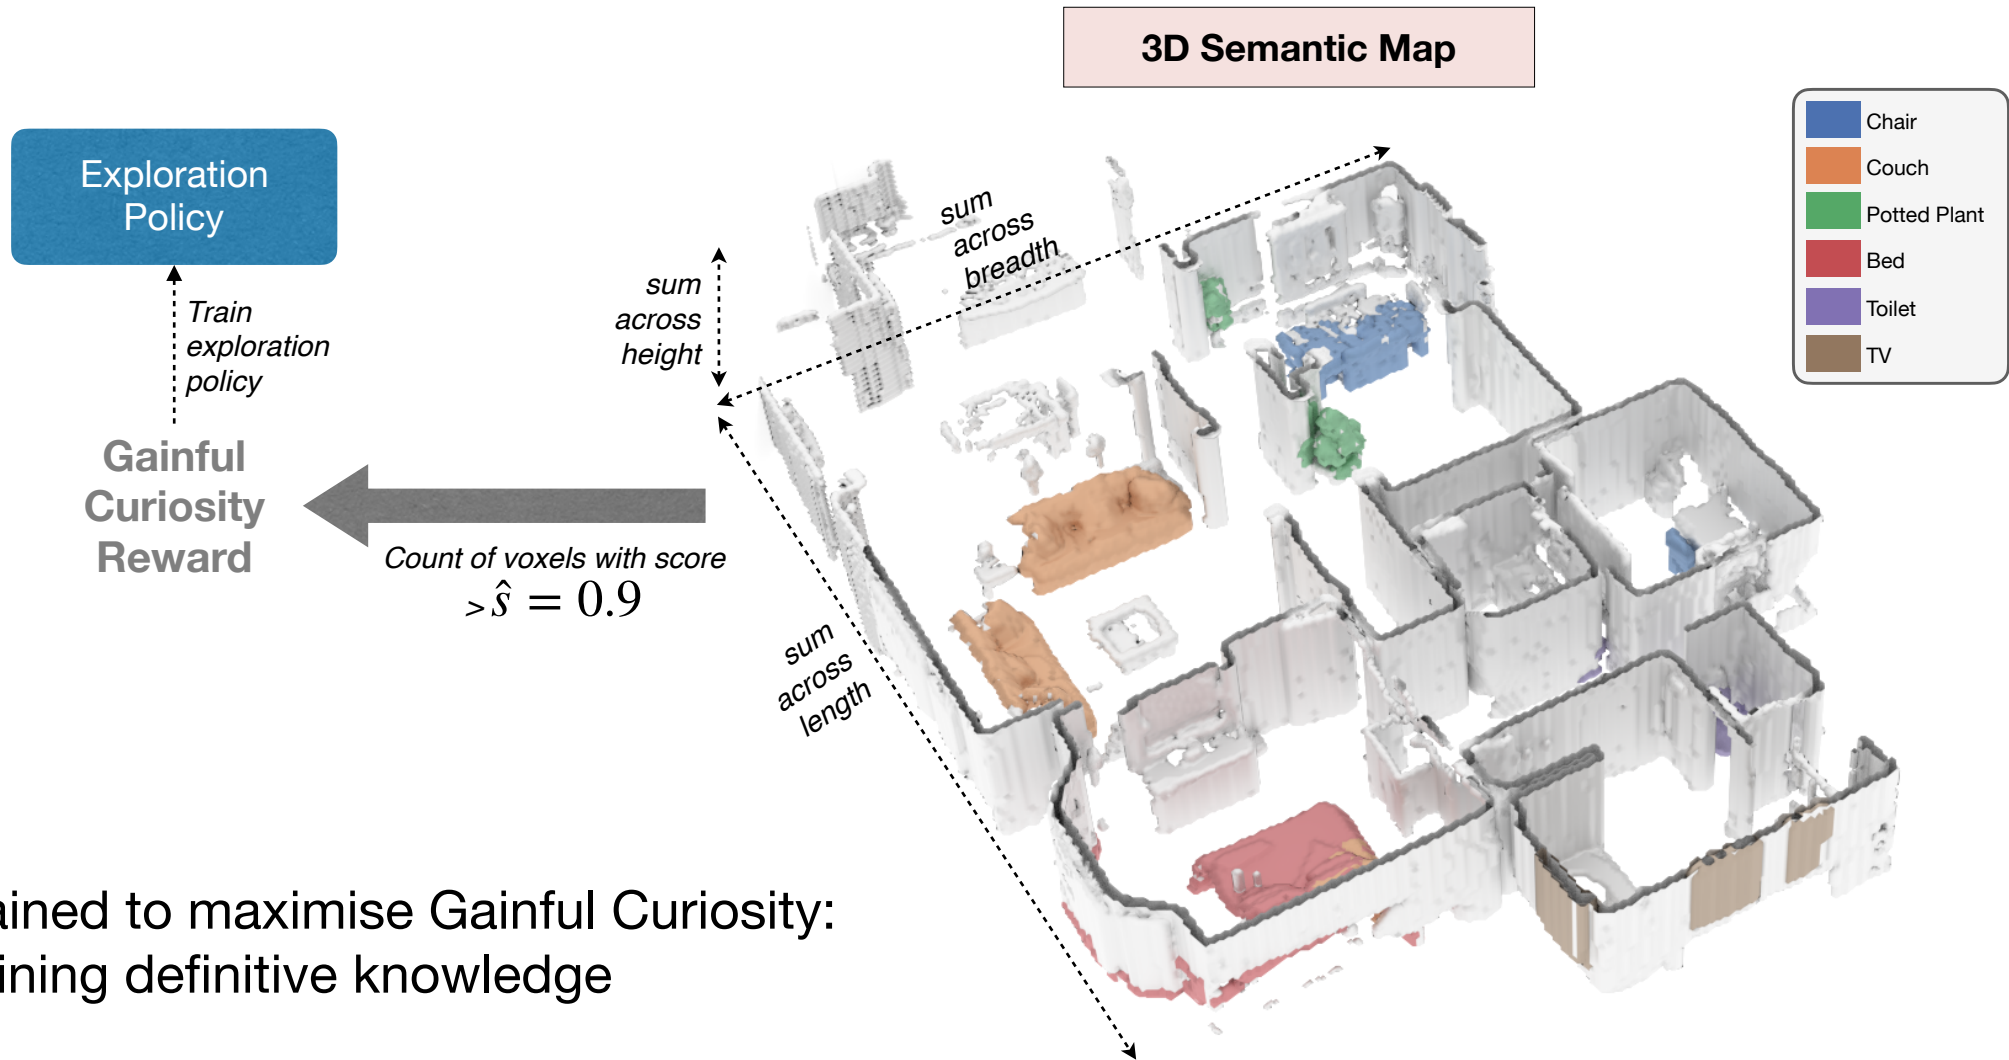 3D Semantic Map
Chair
Couch
Potted Plant
Bed
Toilet
TV
Exploration
Policy
Train
exploration
policy
Gainful
Curiosity
Reward
Count of voxels with score
> ŝ = 0.9
sum
across
height
sum
across
breadth
sum
across
length
ained to maximise Gainful Curiosity:
ining definitive knowledge